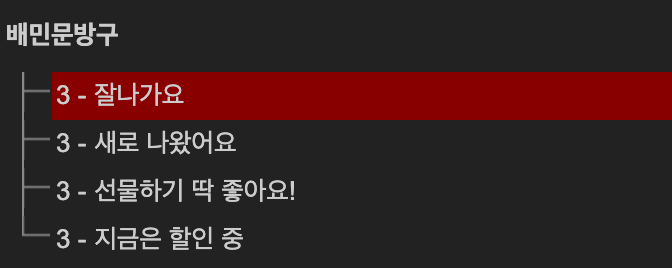 배민문방구
3 - 잘나가요
3 - 새로 나왔어요
3 - 선물하기 딱 좋아요!
3 - 지금은 할인 중